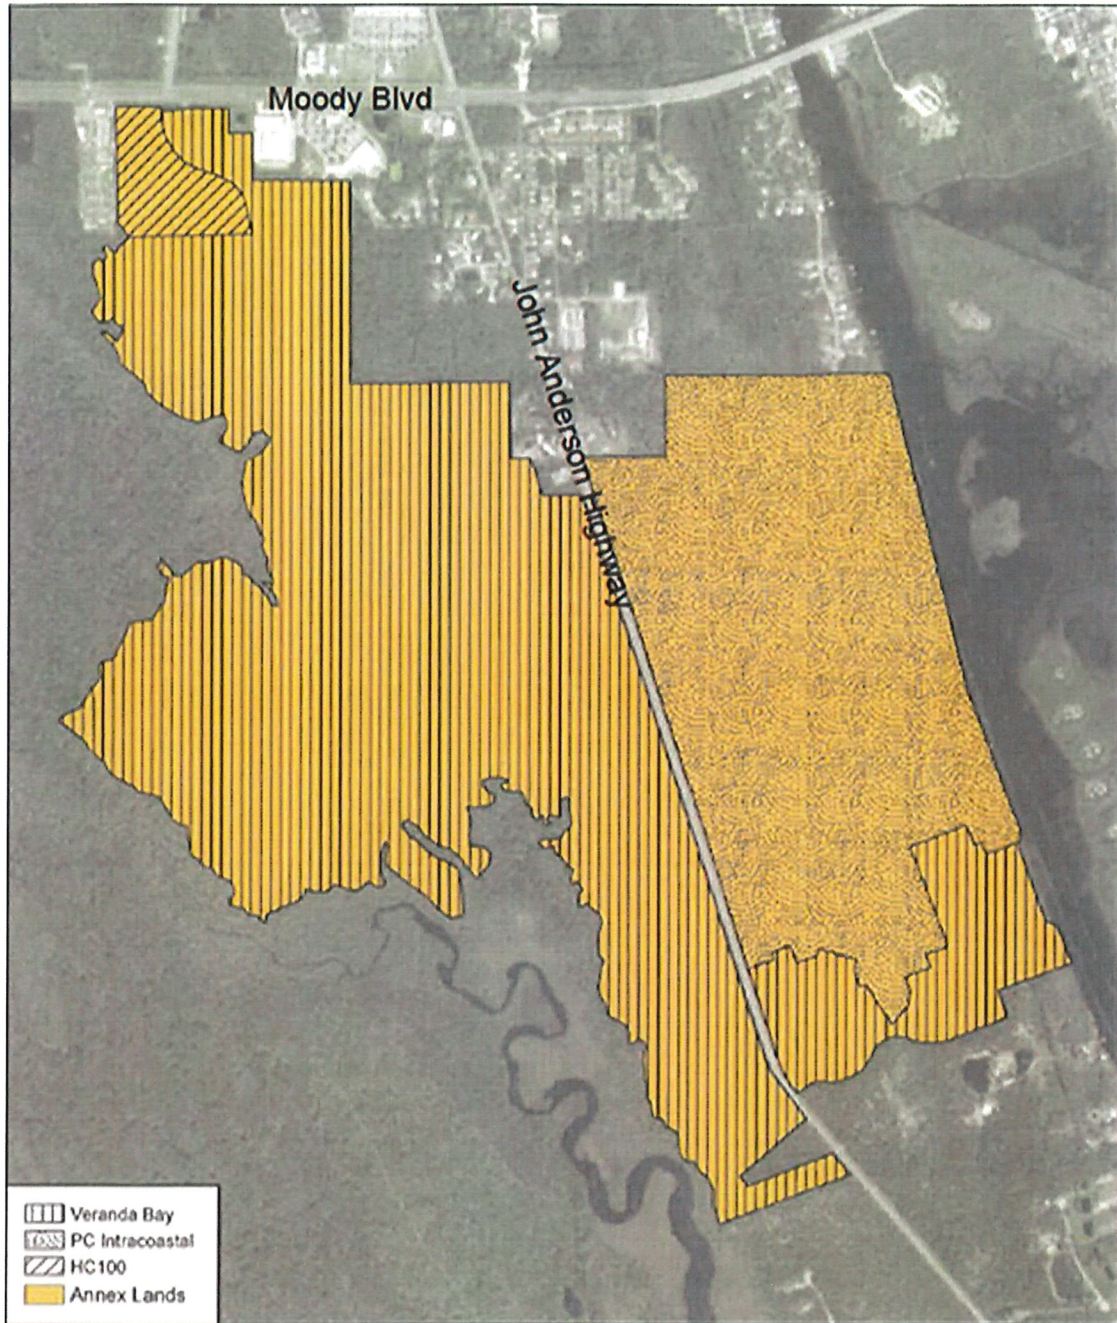 Moody Blvd
John Anderson Highway
Veranda Bay
PC Intracoastal
HC100
Annex Lands